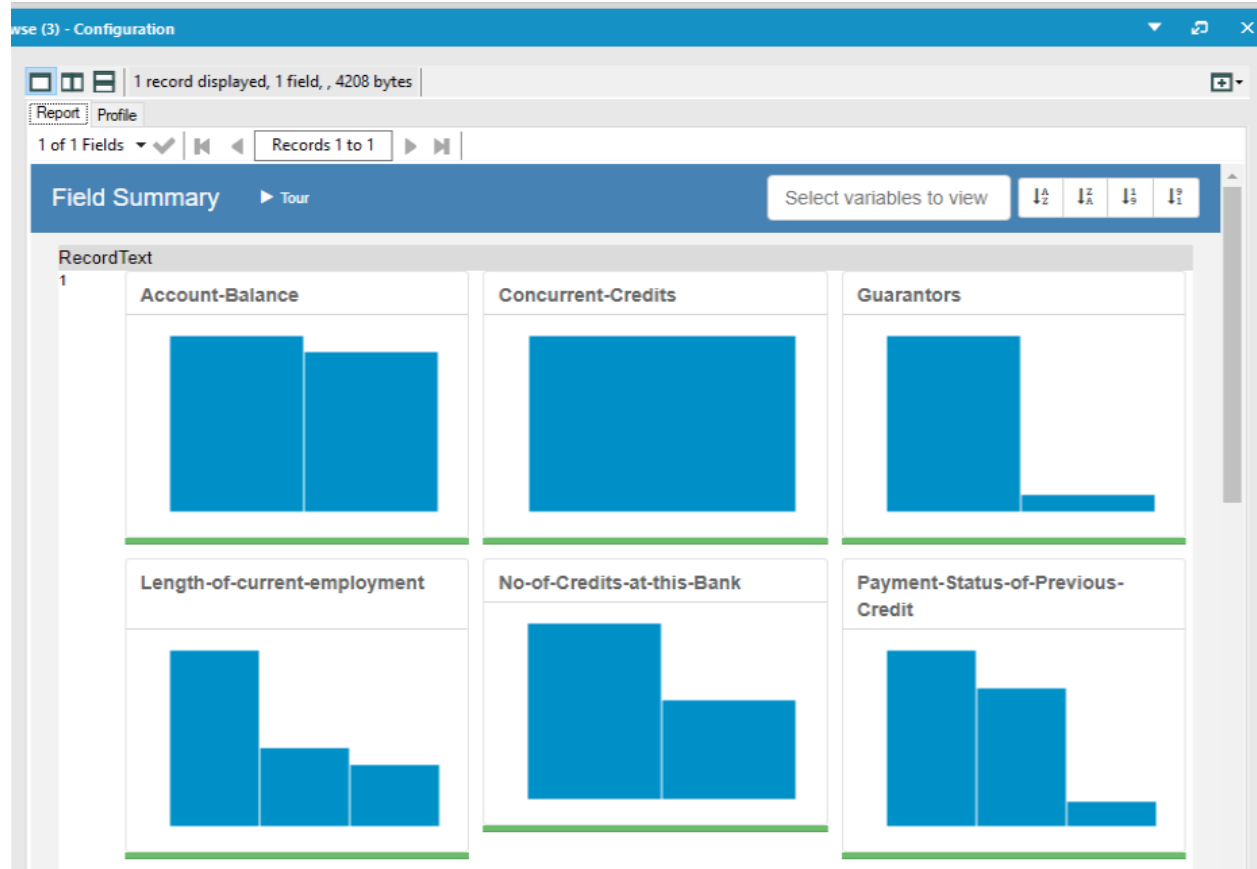 wse (3) - Configuration
1 record displayed, 1 field, , 4208 bytes
Report Profile
1 of 1 Fields Records 1 to 1
Field Summary Tour Select variables to view
RecordText
1
Account-Balance Concurrent-Credits Guarantors
Length-of-current-employment No-of-Credits-at-this-Bank Payment-Status-of-Previous-
Credit